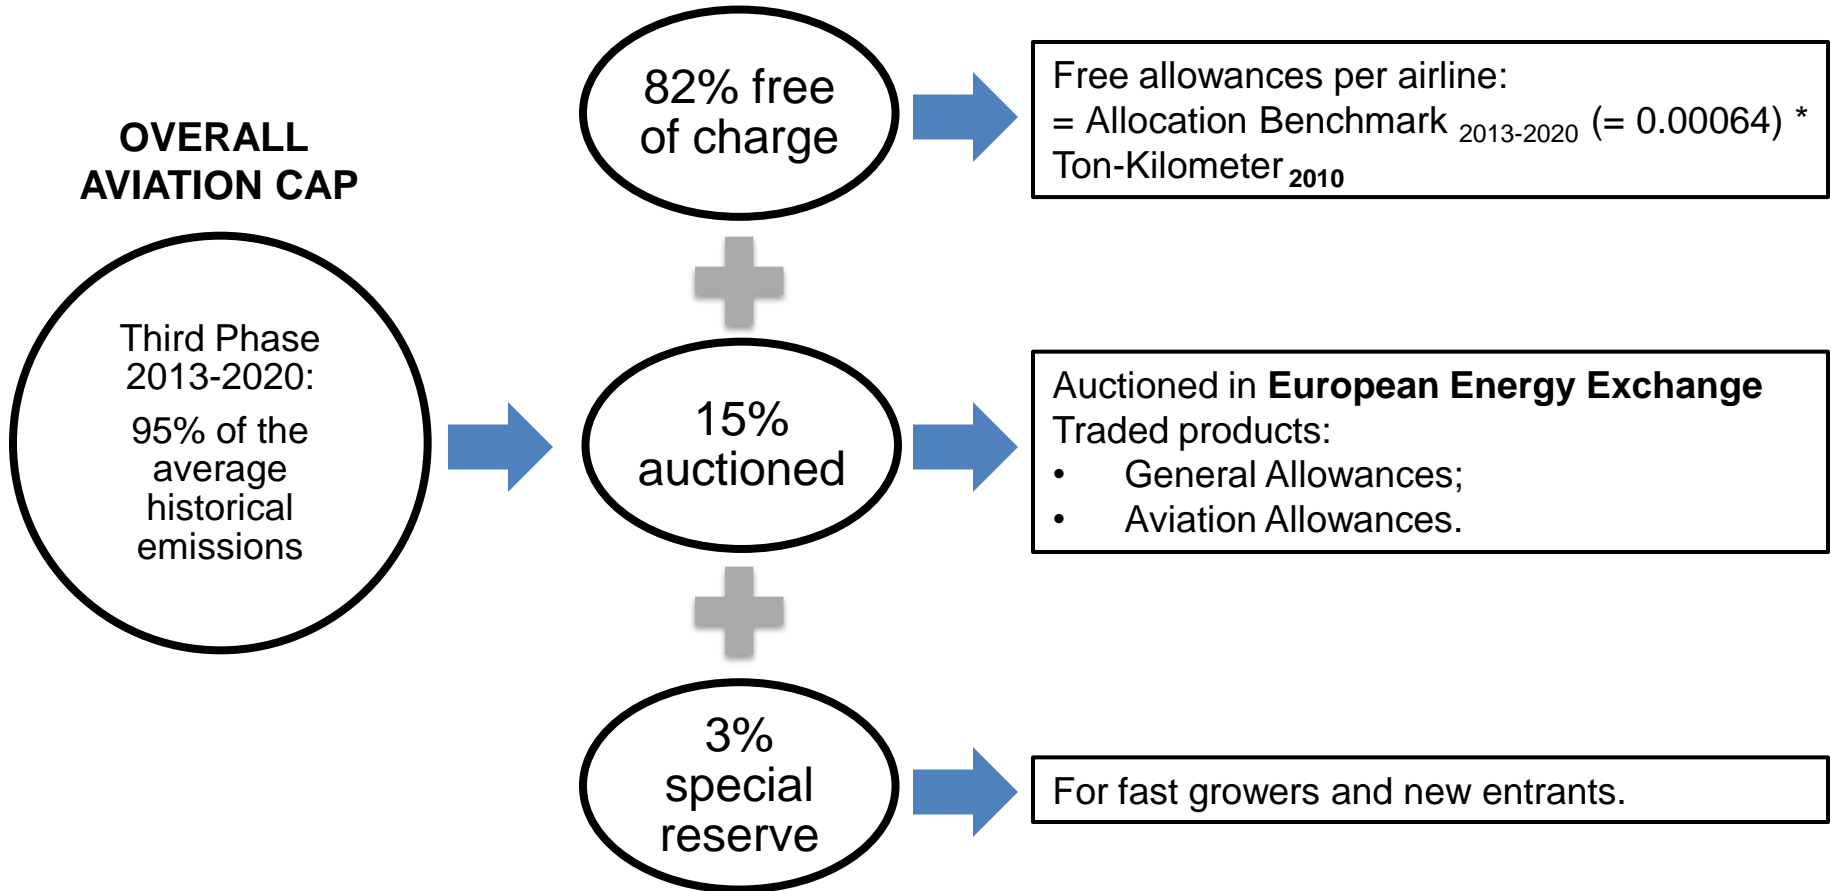 OVERALL
AVIATION CAP
Third Phase
2013-2020:
95% of the
average
historical
emissions
82% free
of charge
Free allowances per airline:
= Allocation Benchmark 2013-2020 (= 0.00064) *
Ton-Kilometer 2010
15%
auctioned
Auctioned in European Energy Exchange
Traded products:
• General Allowances;
• Aviation Allowances.
3%
special
reserve
For fast growers and new entrants.